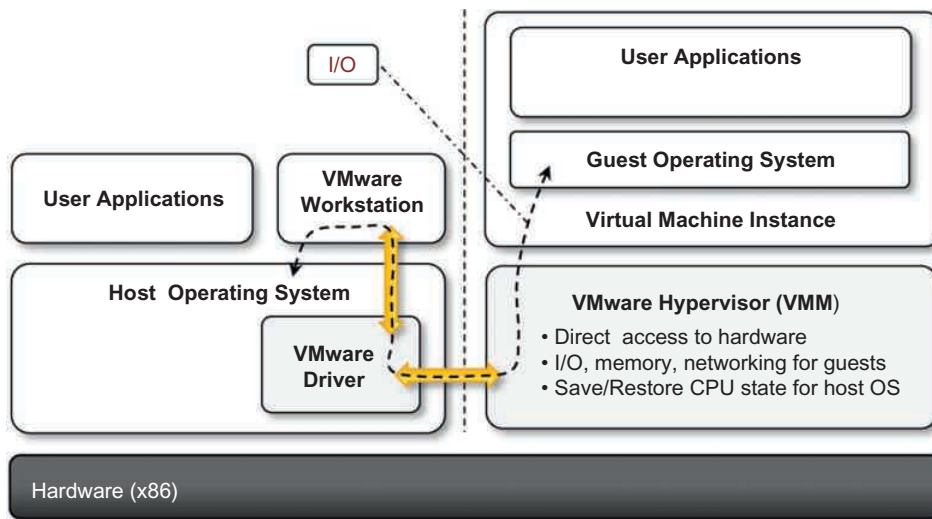 I/O
User Applications
Guest Operating System
Virtual Machine Instance
User Applications
VMware
Workstation
Host Operating System
VMware
Driver
VMware Hypervisor (VMM)
• Direct access to hardware
• I/O, memory, networking for guests
• Save/Restore CPU state for host OS
Hardware (x86)